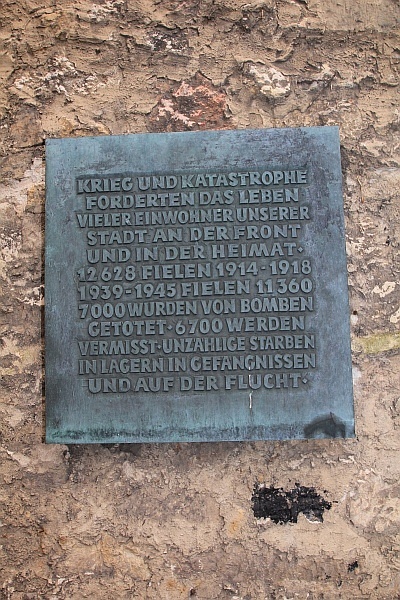 KRIEG UND KATASTROPHE
FORDERTEN DAS LEBEN
VIELER EINWOHNER UNSERER
STADT AN DER FRONT
UND IN DER HEIMAT·
12 628 FIELEN 1914-1918
1939-1945 FIELEN 11 360
7000 WURDEN VON BOMBEN
GETÖTET· 6700 WERDEN
VERMISST· UNZÄHLIGE STARBEN
IN LAGERN IN GEFÄNGNISSEN
UND AUF DER FLUCHT·